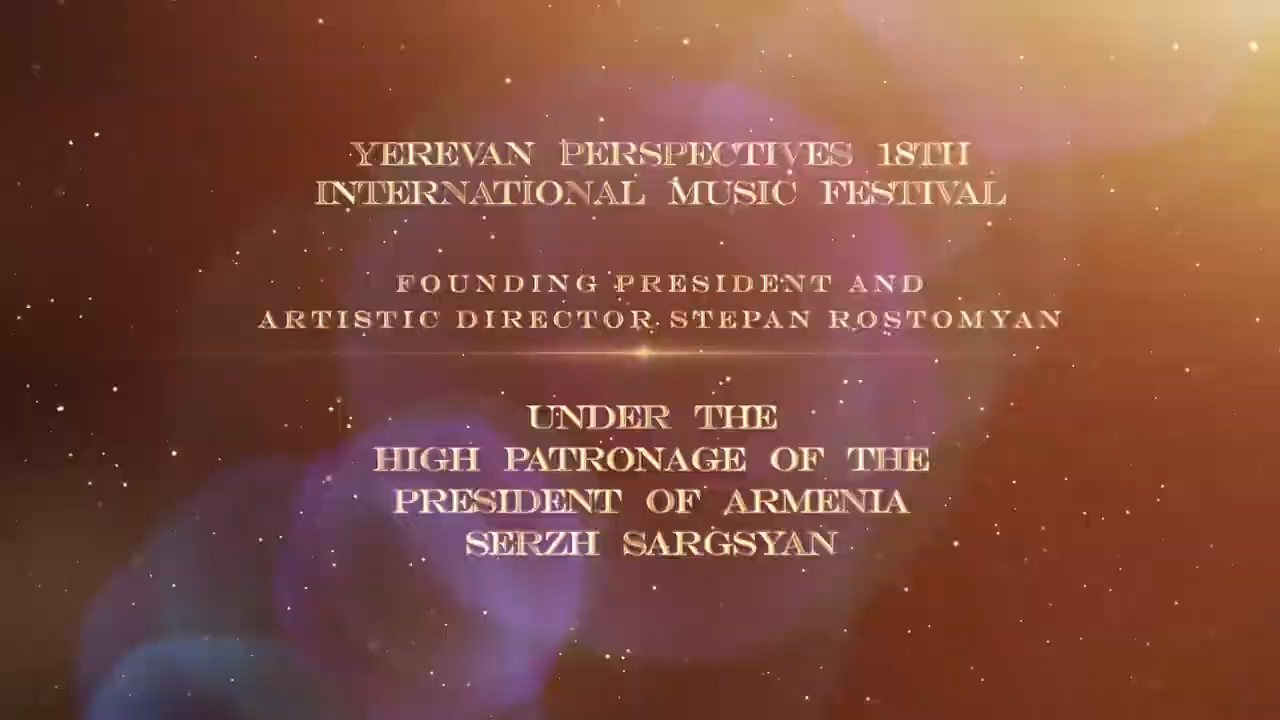 YEREVAN PERSPECTIVES 18TH
INTERNATIONAL MUSIC FESTIVAL
FOUNDING PRESIDENT AND
ARTISTIC DIRECTOR STEPAN ROSTOMYAN
UNDER THE
HIGH PATRONAGE OF THE
PRESIDENT OF ARMENIA
SERZH SARGSYAN